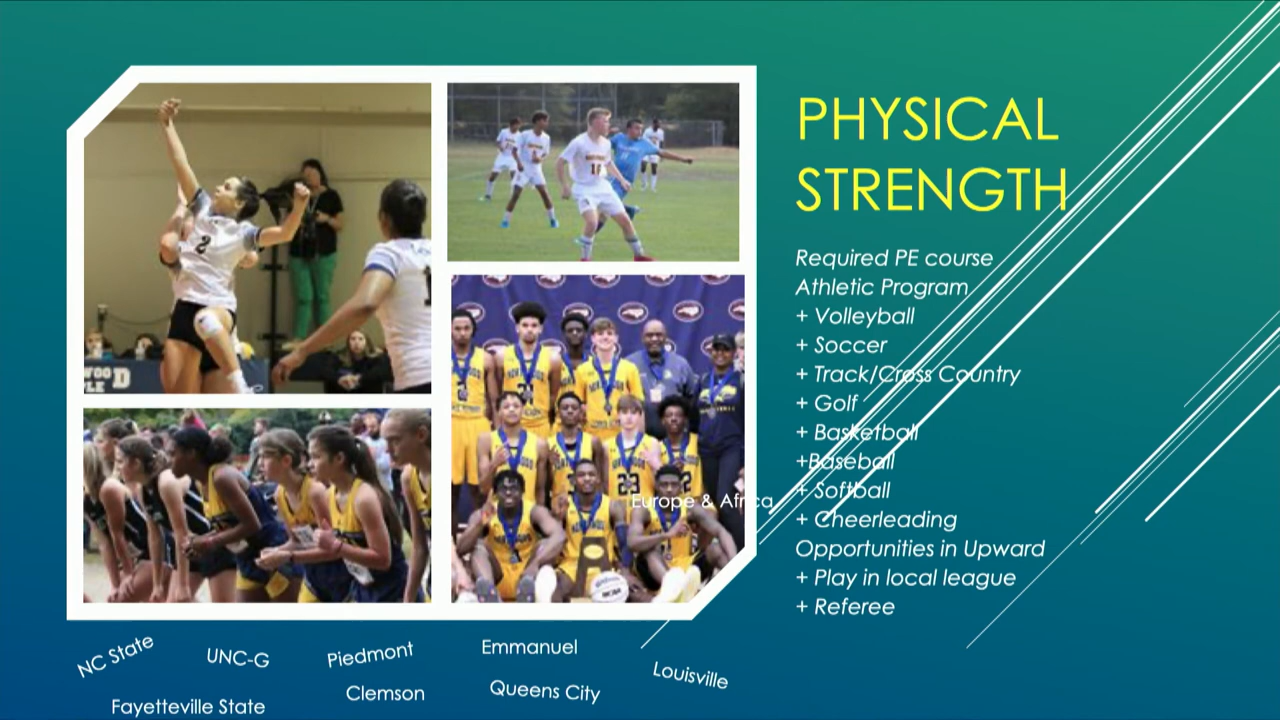 PHYSICAL
STRENGTH
Required PE course
Athletic Program
+ Volleyball
+ Soccer
+ Track/Cross Country
+ Golf
+ Basketball
+Baseball
+ Softball
+ Cheerleading
Opportunities in Upward
+ Play in local league
+ Referee
Europe & Africa
NC State
UNC-G
Piedmont
Emmanuel
Louisville
Fayetteville State
Clemson
Queens City
2
23